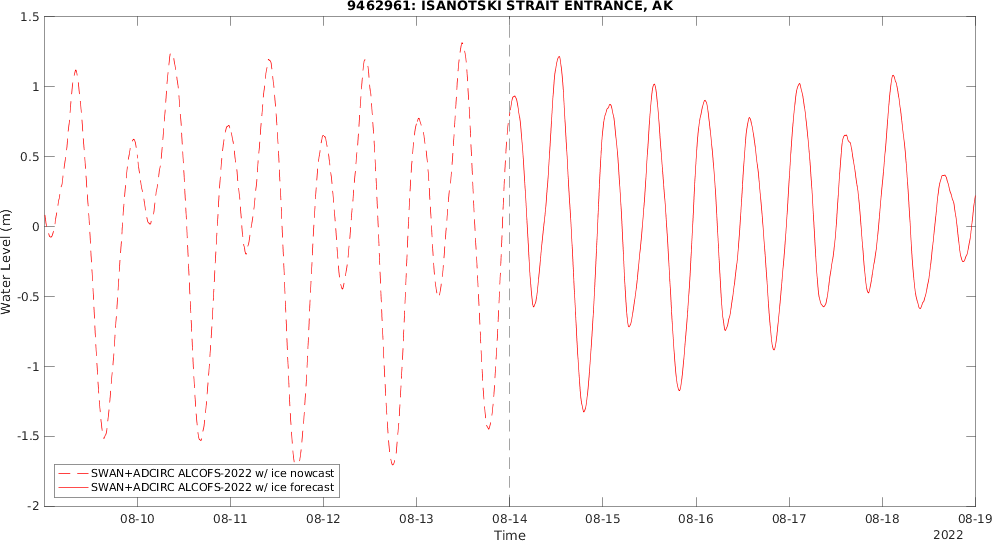 9462961: ISANOTSKI STRAIT ENTRANCE, AK
1.5
1
0.5
0
-0.5
-1
-1.5
-2
Water Level (m)
SWAN+ADCIRC ALCOFS-2022 w/ ice nowcast
SWAN+ADCIRC ALCOFS-2022 w/ ice forecast
08-10 08-11 08-12 08-13 08-14 08-15 08-16 08-17 08-18 08-19
Time
2022